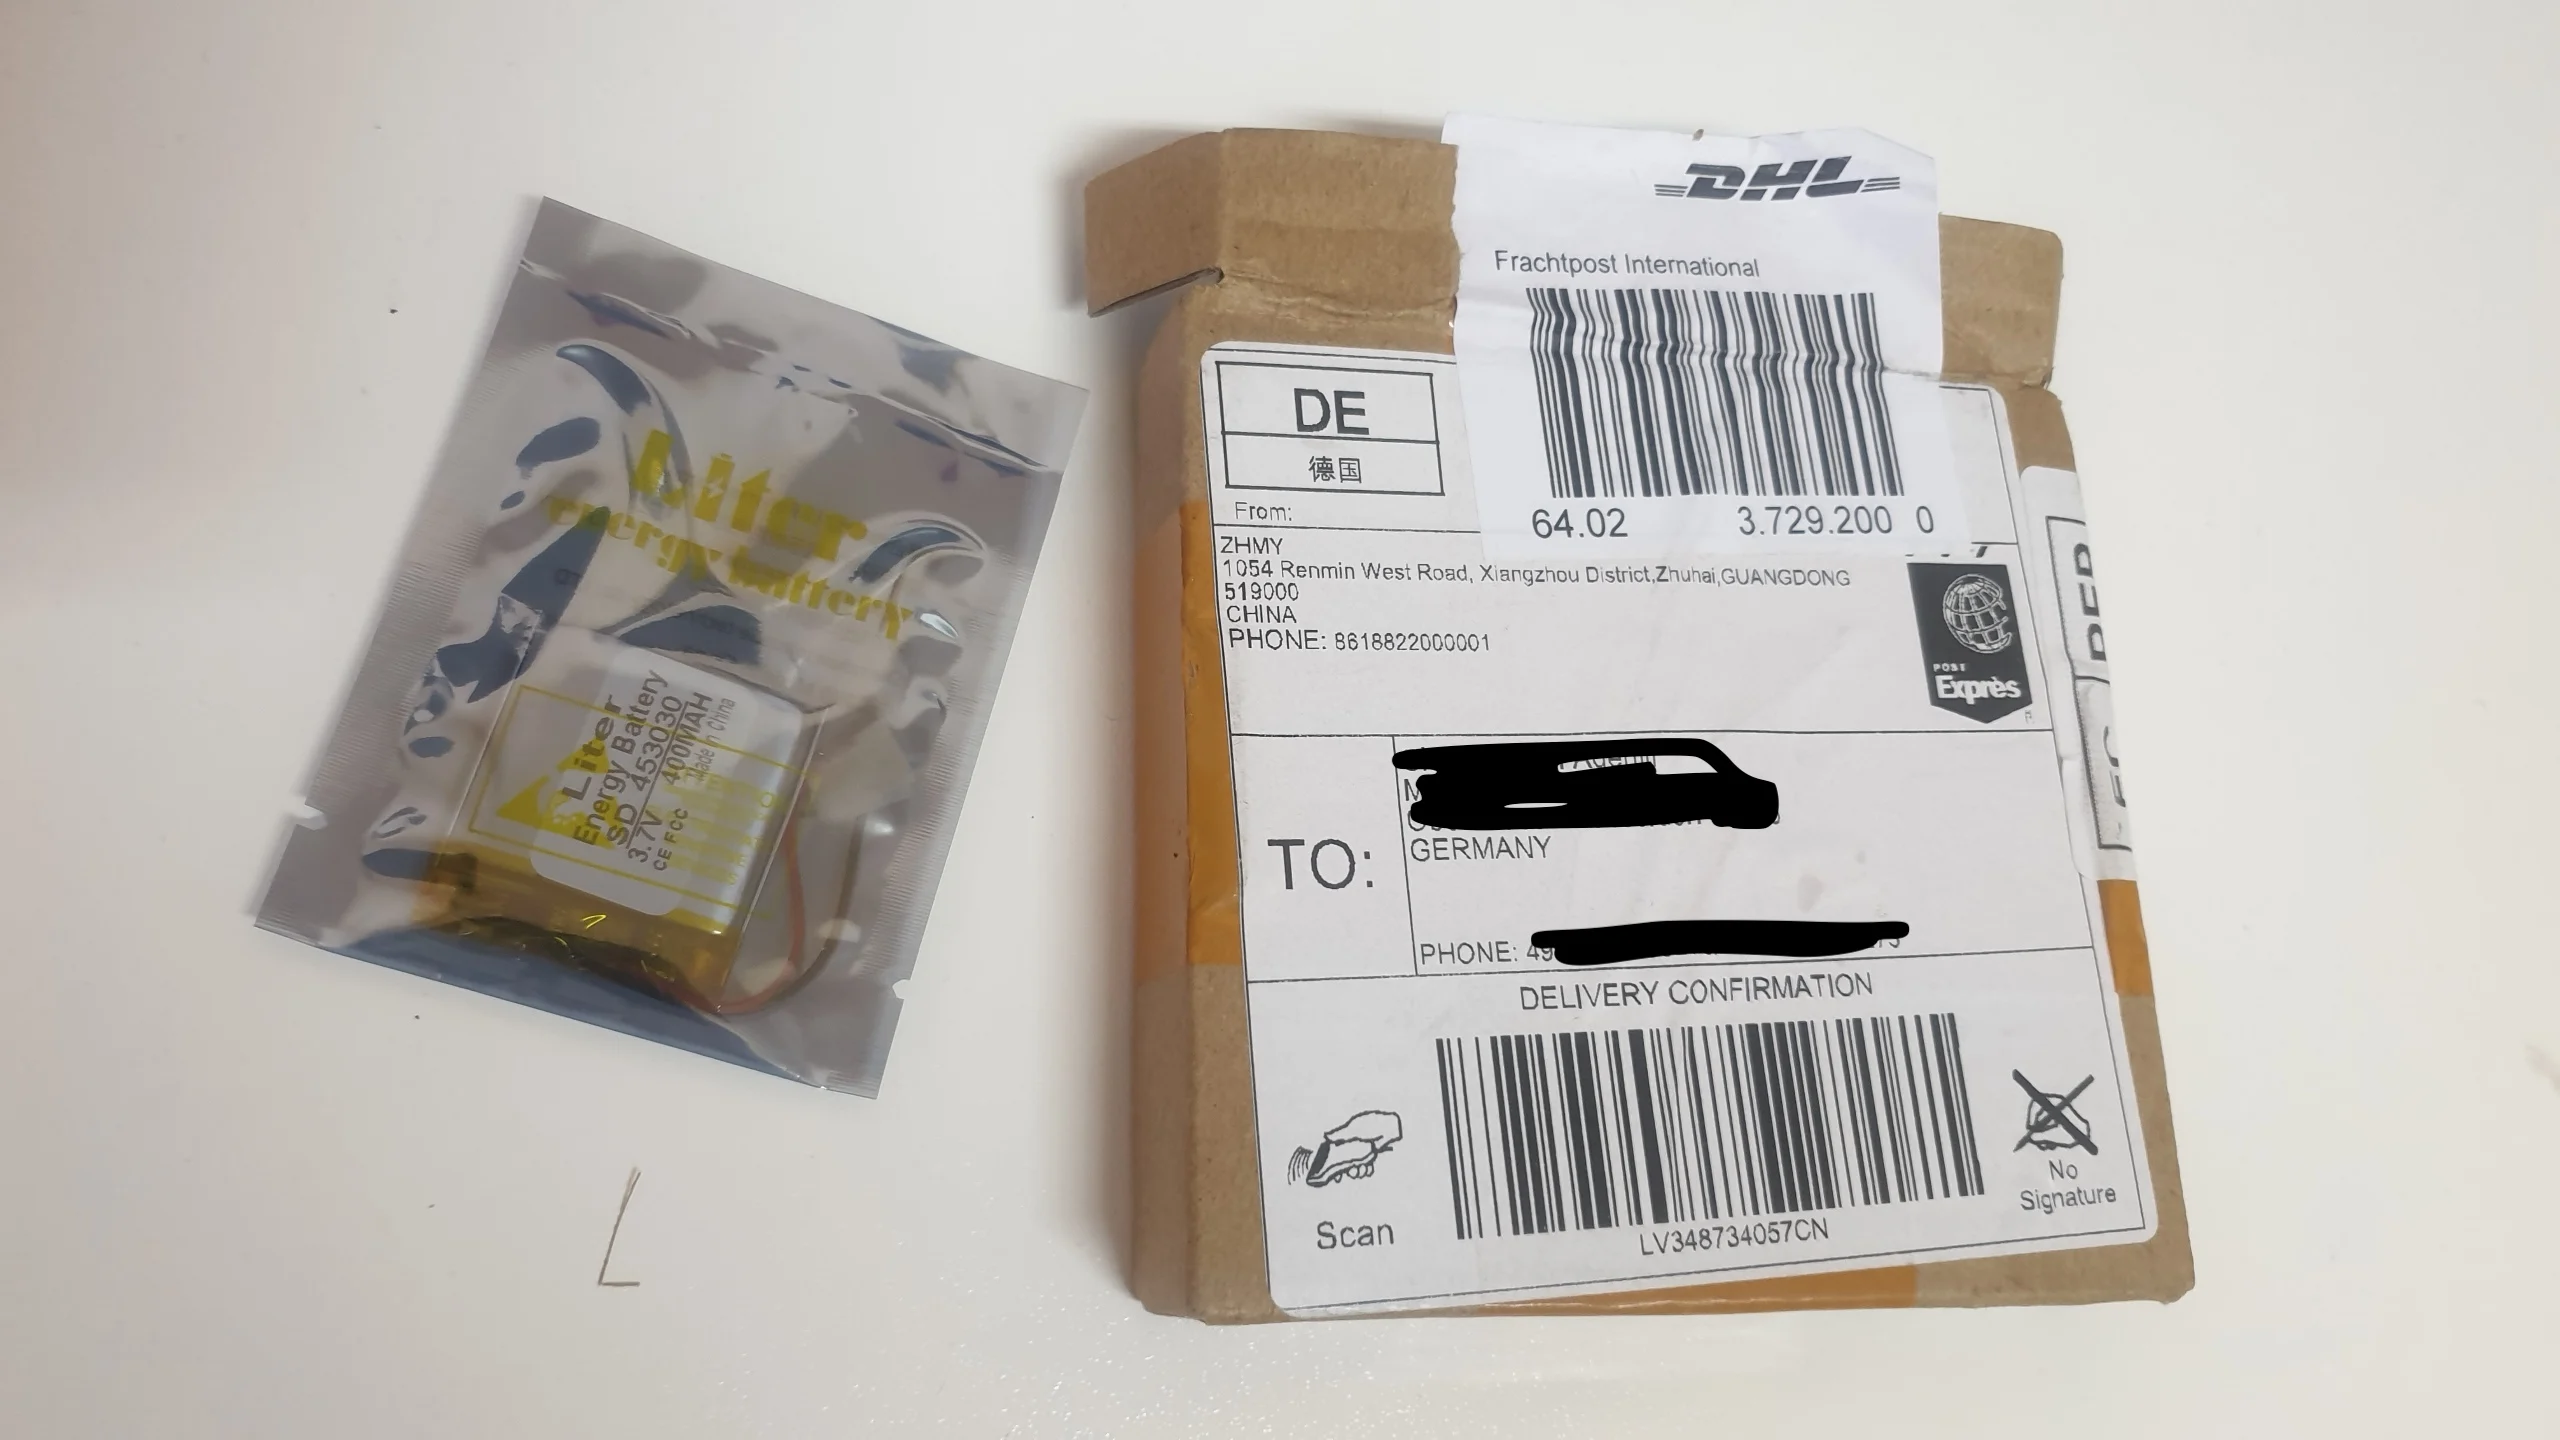 Liter
energy battery
Liter
Energy Battery
SD 453030
3.7V 400MAH
CE FCC Made in China
DHL
Frachtpost International
64.02 3.729.200 0
DE
德国
From:
ZHMY
1054 Renmin West Road, Xiangzhou District,Zhuhai,GUANGDONG
519000
CHINA
PHONE: 8618822000001
POST
Exprès
TO:
GERMANY
PHONE: 49
DELIVERY CONFIRMATION
Scan
LV348734057CN
No
Signature